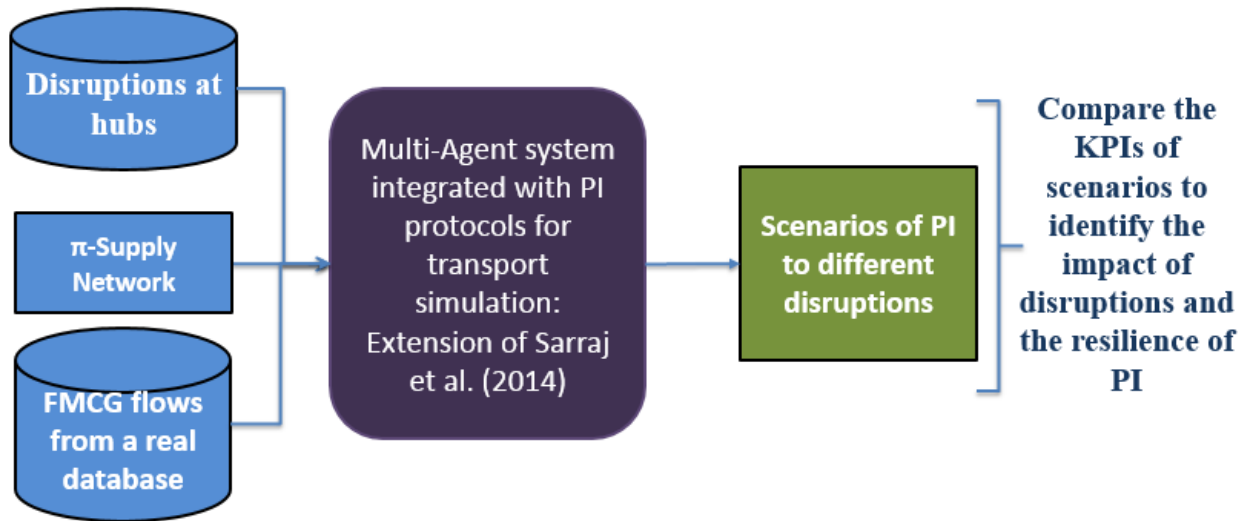 Disruptions at
hubs
π-Supply
Network
FMCG flows
from a real
database
Multi-Agent system
integrated with PI
protocols for
transport
simulation:
Extension of Sarraj
et al. (2014)
Scenarios of PI
to different
disruptions
Compare the
KPIs of
scenarios to
identify the
impact of
disruptions and
the resilience of
PI